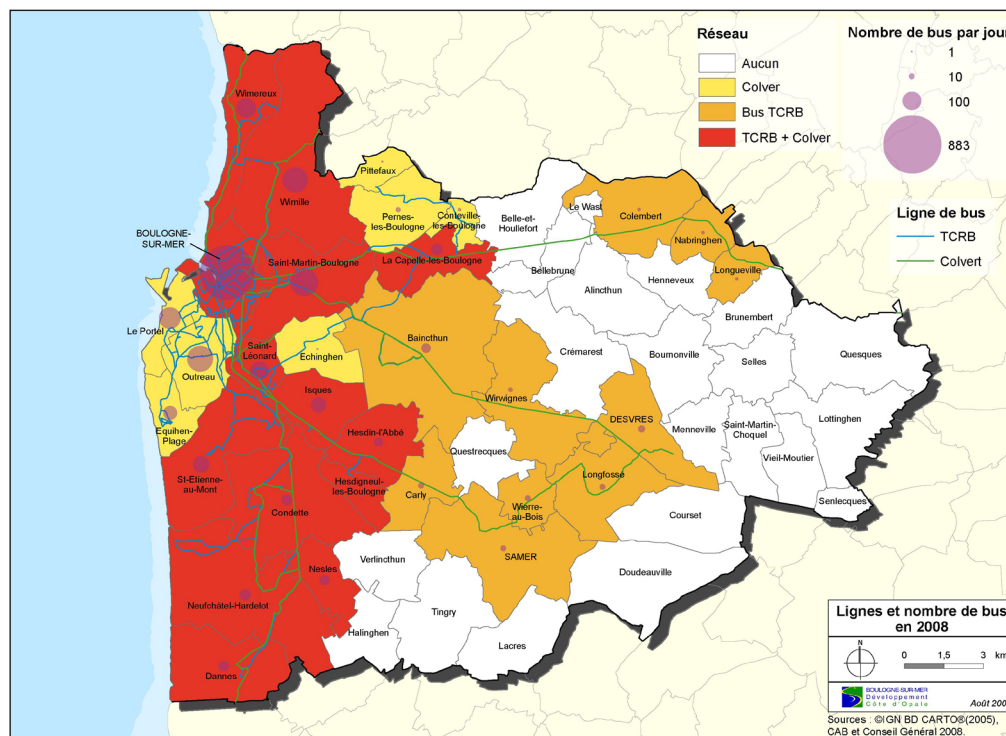 Réseau
Aucun
Colver
Bus TCRB
TCRB + Colver
Nombre de bus par jour
1
10
100
883
Ligne de bus
TCRB
Colvert
Wimereux
Wimille
BOULOGNE-
SUR-MER
Saint-Martin-Boulogne
Pittefaux
Pernes-
les-Boulogne
Conteville-
les-Boulogne
La Capelle-les-Boulogne
Belle-et-
Houllefort
Le Wast
Colembert
Nabringhen
Longueville
Bellebrune
Alincthun
Henneveux
Brunembert
Le Portel
Outreau
Equihen-
Plage
Saint-
Léonard
Echinghen
Baincthun
Crémarest
Bournonville
Selles
Quesques
Isques
Wirwignes
DESVRES
Menneville
Saint-Martin-
Choquel
Lottinghen
Vieil-Moutier
Senlecques
Hesdin-l'Abbé
Questrecques
St-Etienne-
au-Mont
Hesdigneul-
les-Boulogne
Carly
Longfossé
Wierre-
au-Bois
Condette
Courset
SAMER
Verlincthun
Doudeauville
Nesles
Neufchâtel-Hardelot
Tingry
Halinghen
Lacres
Dannes
Lignes et nombre de bus
en 2008
N
0 1,5 3 km
BOULOGNE-SUR-MER
Développement
Côte d'Opale
Août 200
Sources : ©IGN BD CARTO®(2005),
CAB et Conseil Général 2008.